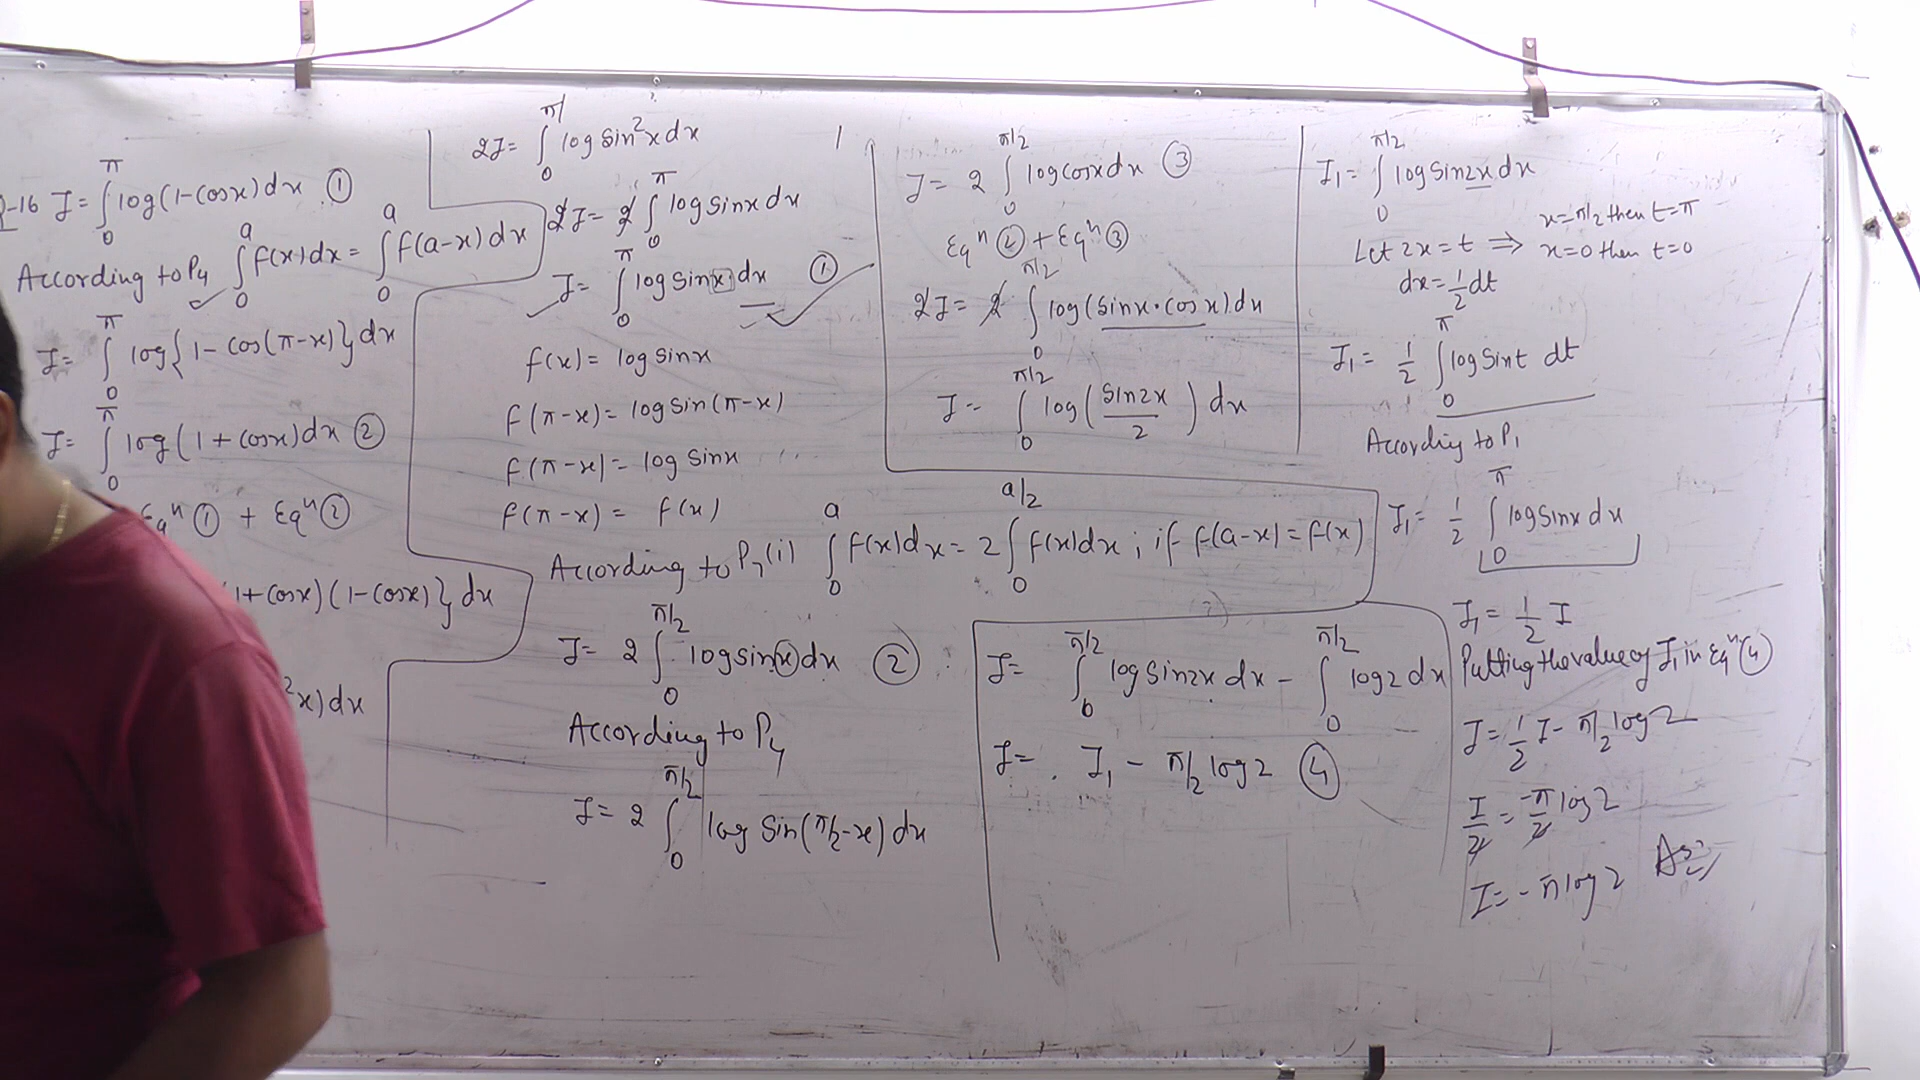 -16 I = ∫₀^π log(1-cosx)dx ①
According to P₄ ∫₀^a f(x)dx = ∫₀^a f(a-x)dx
I = ∫₀^π log{1-cos(π-x)}dx
I = ∫₀^π log(1+cosx)dx ②
Eqⁿ ① + Eqⁿ ②
1+cosx)(1-cosx)}dx
²x)dx
2I = ∫₀^π log sin²x dx
2I = 2 ∫₀^π log sinx dx
I = ∫₀^π log sinx dx ①
f(x) = log sinx
f(π-x) = log sin(π-x)
f(π-x) = log sinx
f(π-x) = f(x)
According to P₇(i) ∫₀^a f(x)dx = 2∫₀^{a/2} f(x)dx ; if f(a-x) = f(x)
I = 2 ∫₀^{π/2} log sin(x)dx ②
According to P₄
I = 2 ∫₀^{π/2} log sin(π/2-x)dx
I = 2 ∫₀^{π/2} log cosx dx ③
Eqⁿ ② + Eqⁿ ③
2I = 2 ∫₀^{π/2} log(sinx·cosx)dx
I = ∫₀^{π/2} log(sin2x/2)dx
I = ∫₀^{π/2} log sin2x dx - ∫₀^{π/2} log2 dx
I = I₁ - π/2 log2 ④
I₁ = ∫₀^{π/2} log sin2x dx
x = π/2 then t = π
Let 2x = t ⇒ x = 0 then t = 0
dx = 1/2 dt
I₁ = 1/2 ∫₀^π log sint dt
According to P₁
I₁ = 1/2 ∫₀^π log sinx dx
I₁ = 1/2 I
Putting the value of I₁ in Eqⁿ ④
I = 1/2 I - π/2 log2
I/2 = -π/2 log2
I = -π log2 Ans